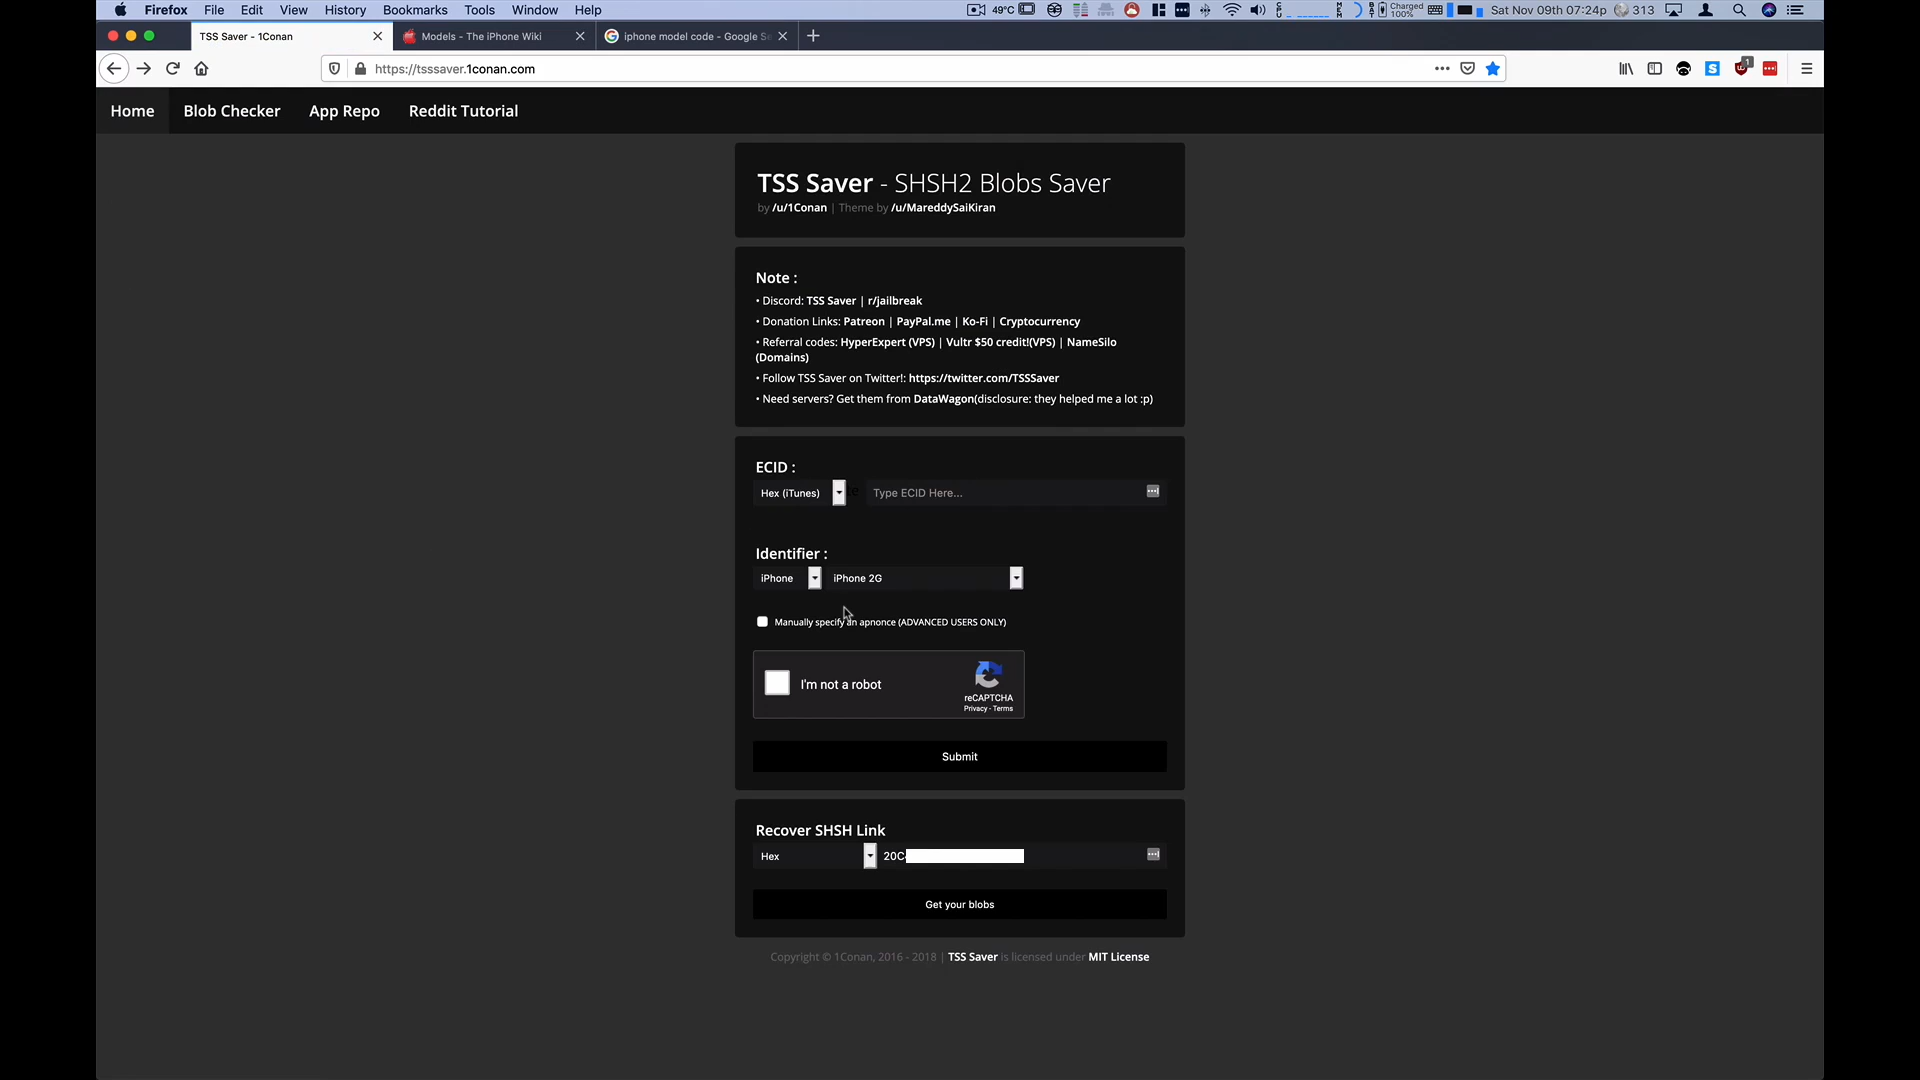 Firefox File Edit View History Bookmarks Tools Window Help 49°C Charged 100% Sat Nov 09th 07:24p 313
TSS Saver - 1Conan Models - The iPhone Wiki iphone model code - Google Se
https://tsssaver.1conan.com
Home Blob Checker App Repo Reddit Tutorial
TSS Saver - SHSH2 Blobs Saver
by /u/1Conan | Theme by /u/MareddySaiKiran
Note :
• Discord: TSS Saver | r/jailbreak
• Donation Links: Patreon | PayPal.me | Ko-Fi | Cryptocurrency
• Referral codes: HyperExpert (VPS) | Vultr $50 credit!(VPS) | NameSilo
(Domains)
• Follow TSS Saver on Twitter!: https://twitter.com/TSSSaver
• Need servers? Get them from DataWagon(disclosure: they helped me a lot :p)
ECID :
Hex (iTunes) Type ECID Here...
Identifier :
iPhone iPhone 2G
Manually specify an apnonce (ADVANCED USERS ONLY)
I'm not a robot
reCAPTCHA
Privacy - Terms
Submit
Recover SHSH Link
Hex 20C
Get your blobs
Copyright © 1Conan, 2016 - 2018 | TSS Saver is licensed under MIT License